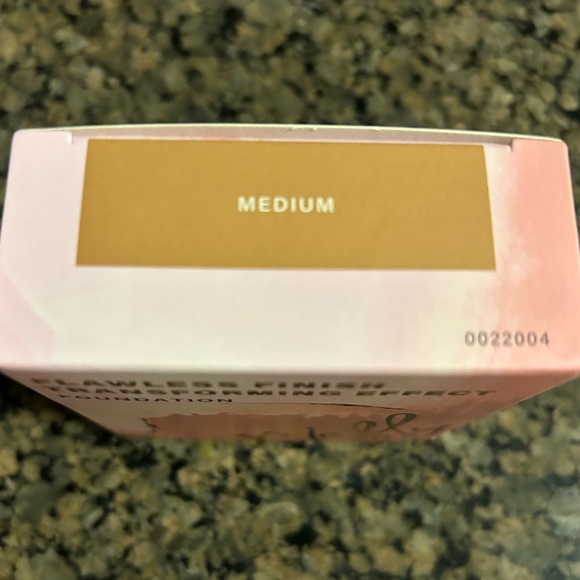 MEDIUM
0022004
FLAWLESS FINISH
TRANSFORMING EFFECT
FOUNDATION